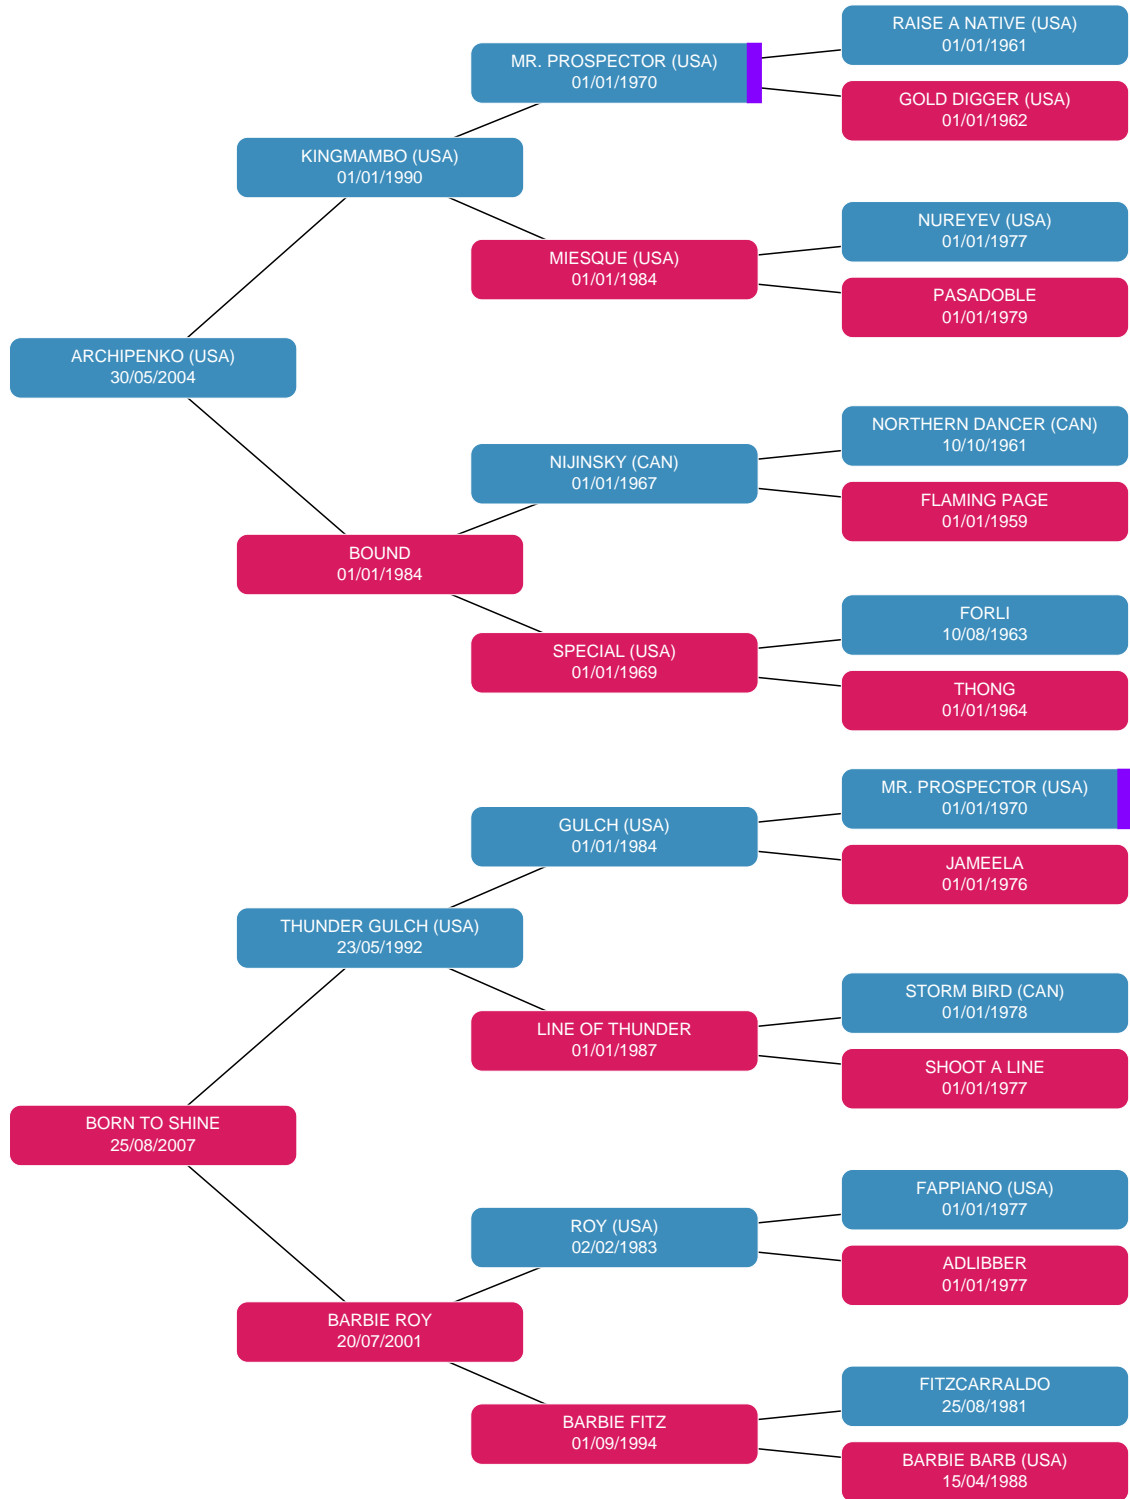 RAISE A NATIVE (USA)
01/01/1961
MR. PROSPECTOR (USA)
01/01/1970
GOLD DIGGER (USA)
01/01/1962
KINGMAMBO (USA)
01/01/1990
NUREYEV (USA)
01/01/1977
MIESQUE (USA)
01/01/1984
PASADOBLE
01/01/1979
ARCHIPENKO (USA)
30/05/2004
NORTHERN DANCER (CAN)
10/10/1961
NIJINSKY (CAN)
01/01/1967
FLAMING PAGE
01/01/1959
BOUND
01/01/1984
FORLI
10/08/1963
SPECIAL (USA)
01/01/1969
THONG
01/01/1964
MR. PROSPECTOR (USA)
01/01/1970
GULCH (USA)
01/01/1984
JAMEELA
01/01/1976
THUNDER GULCH (USA)
23/05/1992
STORM BIRD (CAN)
01/01/1978
LINE OF THUNDER
01/01/1987
SHOOT A LINE
01/01/1977
BORN TO SHINE
25/08/2007
FAPPIANO (USA)
01/01/1977
ROY (USA)
02/02/1983
ADLIBBER
01/01/1977
BARBIE ROY
20/07/2001
FITZCARRALDO
25/08/1981
BARBIE FITZ
01/09/1994
BARBIE BARB (USA)
15/04/1988